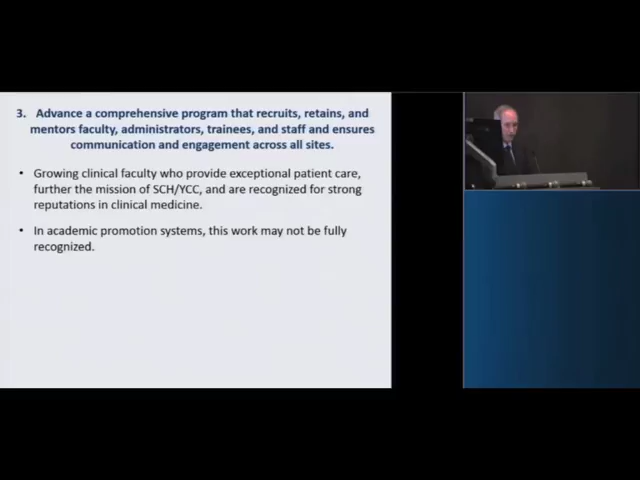 3. Advance a comprehensive program that recruits, retains, and
mentors faculty, administrators, trainees, and staff and ensures
communication and engagement across all sites.
• Growing clinical faculty who provide exceptional patient care,
further the mission of SCH/YCC, and are recognized for strong
reputations in clinical medicine.
• In academic promotion systems, this work may not be fully
recognized.